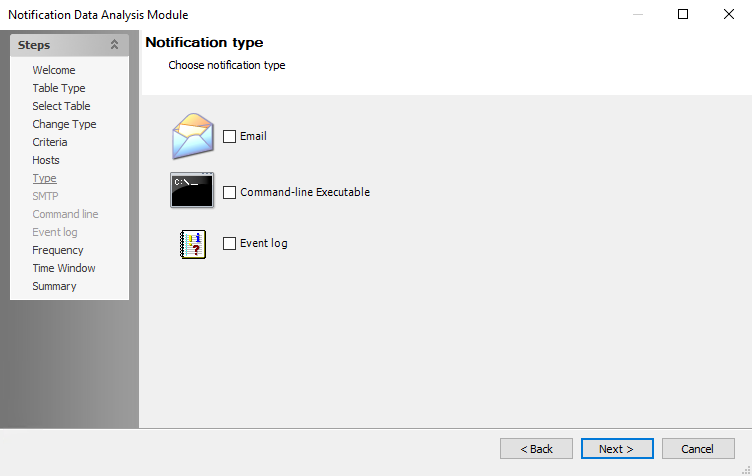 Notification Data Analysis Module
Steps
Welcome
Table Type
Select Table
Change Type
Criteria
Hosts
Type
SMTP
Command line
Event log
Frequency
Time Window
Summary
Notification type
Choose notification type
Email
C:\_
Command-line Executable
Event log
< Back
Next >
Cancel